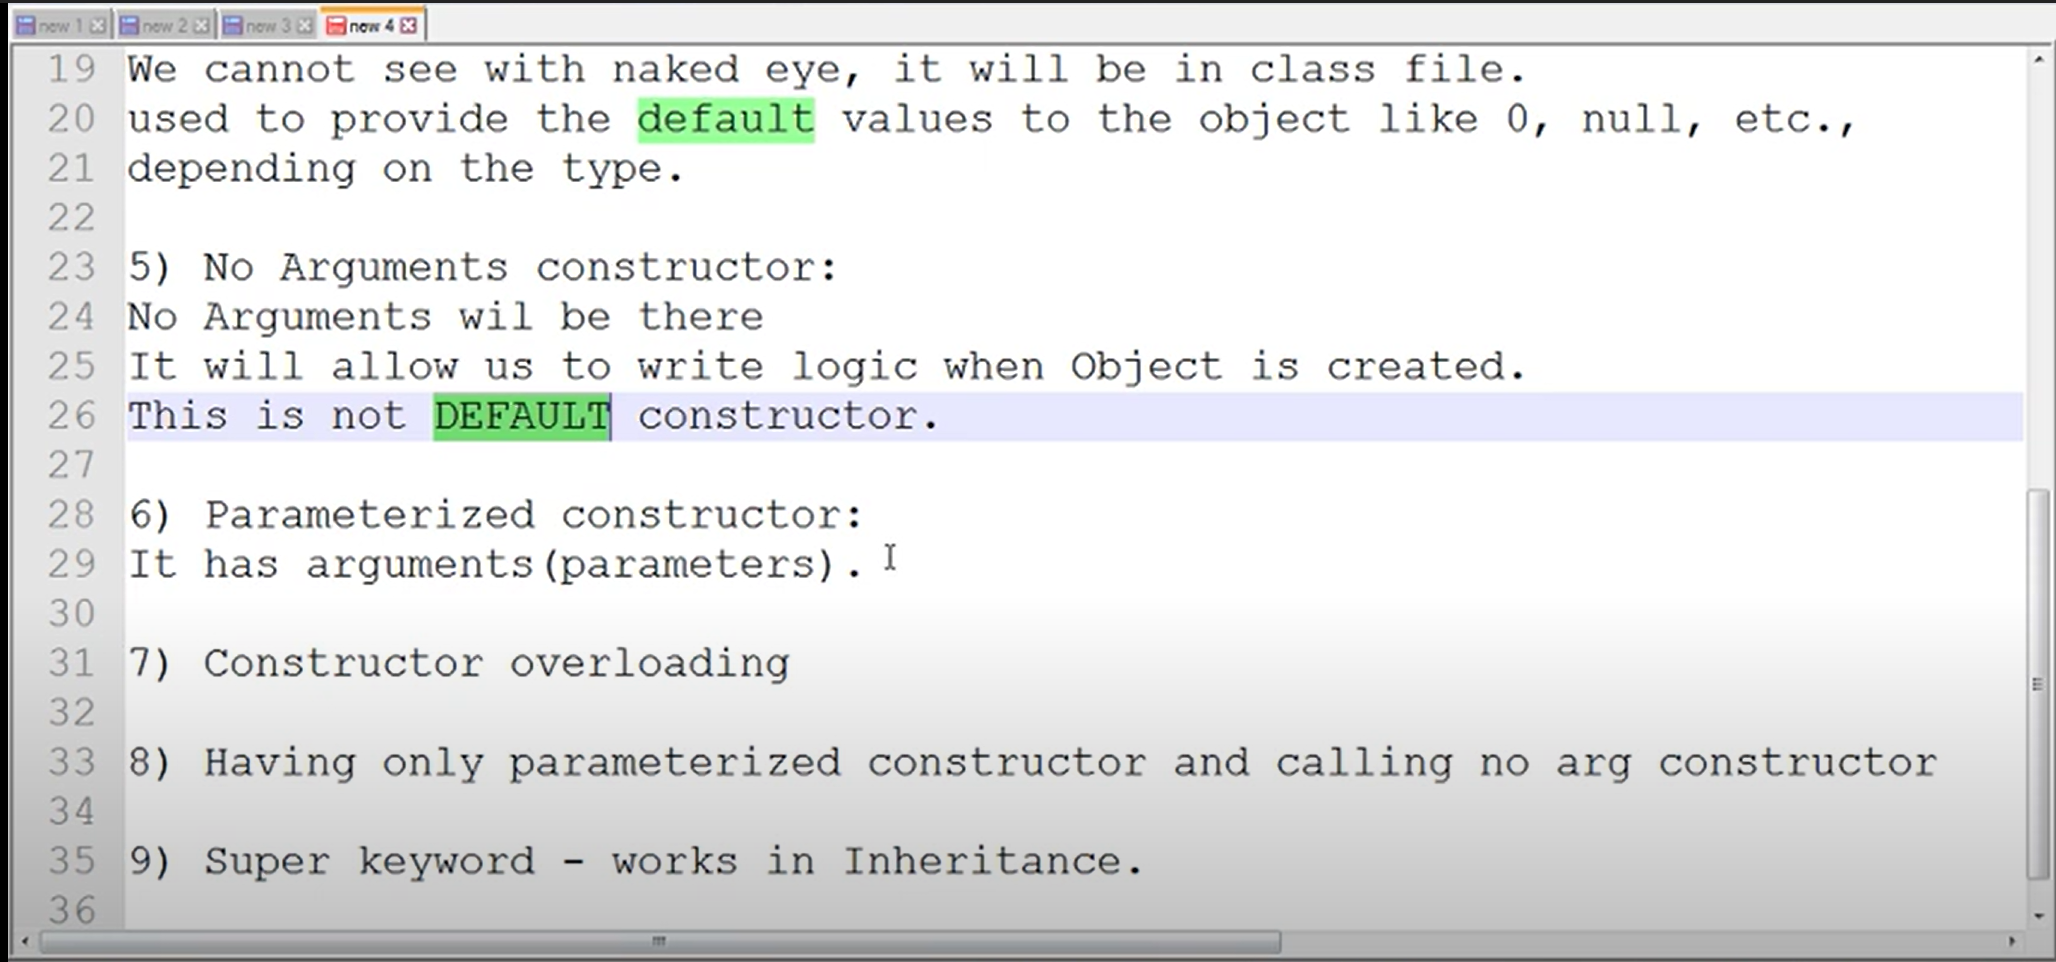 new 1 new 2 new 3 new 4
19 We cannot see with naked eye, it will be in class file.
20 used to provide the default values to the object like 0, null, etc.,
21 depending on the type.
22
23 5) No Arguments constructor:
24 No Arguments wil be there
25 It will allow us to write logic when Object is created.
26 This is not DEFAULT constructor.
27
28 6) Parameterized constructor:
29 It has arguments(parameters).
30
31 7) Constructor overloading
32
33 8) Having only parameterized constructor and calling no arg constructor
34
35 9) Super keyword - works in Inheritance.
36